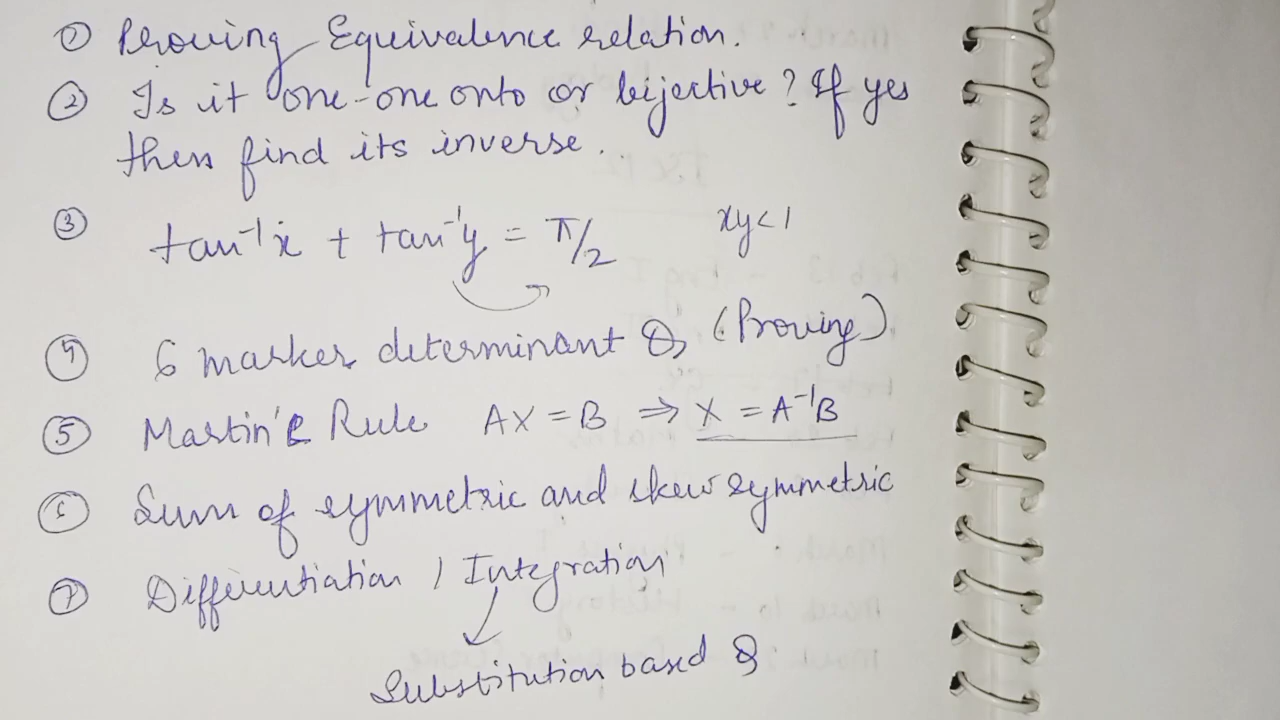 ① Proving Equivalence relation.
② Is it one-one onto or bijective? If yes
then find its inverse.
③ tan⁻¹x + tan⁻¹y = π/2 xy<1
④ 6 marker determinant Q (Proving)
⑤ Martin's Rule AX = B ⇒ X = A⁻¹B
⑥ Sum of symmetric and skew symmetric
⑦ Differentiation / Integration
Substitution based Q